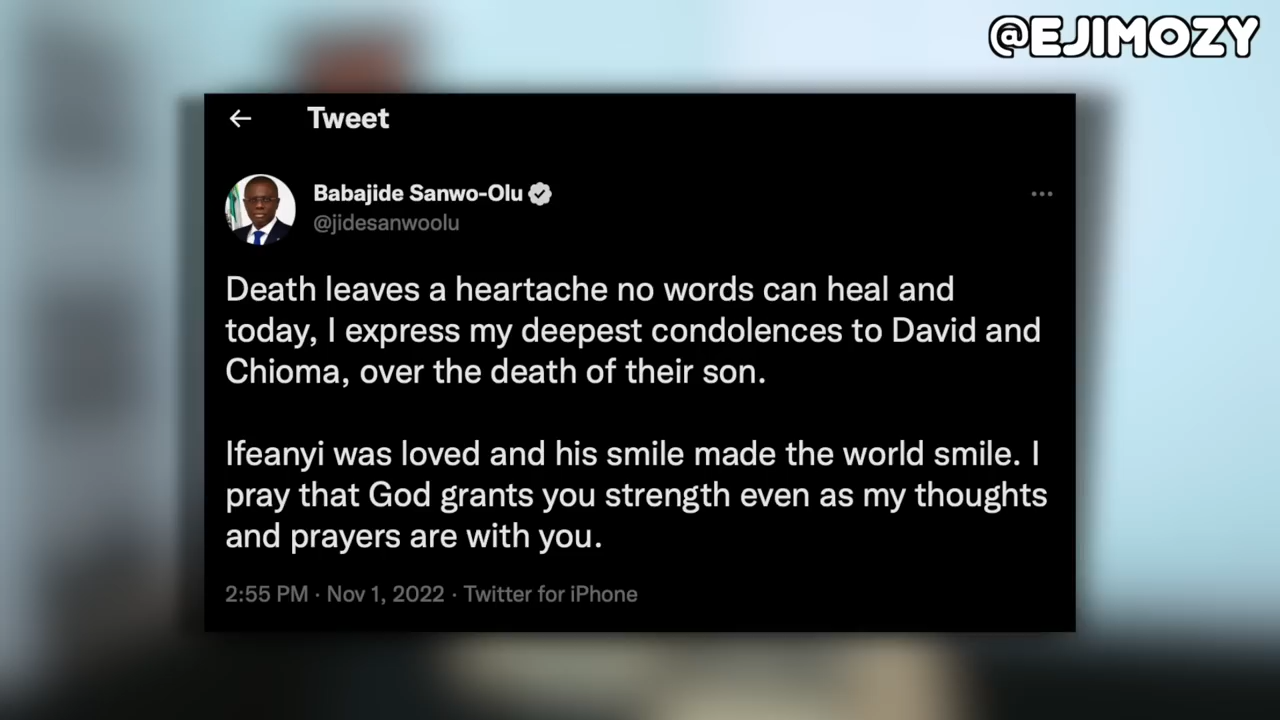 @EJIMOZY
Tweet
Babajide Sanwo-Olu
@jidesanwoolu
Death leaves a heartache no words can heal and
today, I express my deepest condolences to David and
Chioma, over the death of their son.
Ifeanyi was loved and his smile made the world smile. I
pray that God grants you strength even as my thoughts
and prayers are with you.
2:55 PM · Nov 1, 2022 · Twitter for iPhone